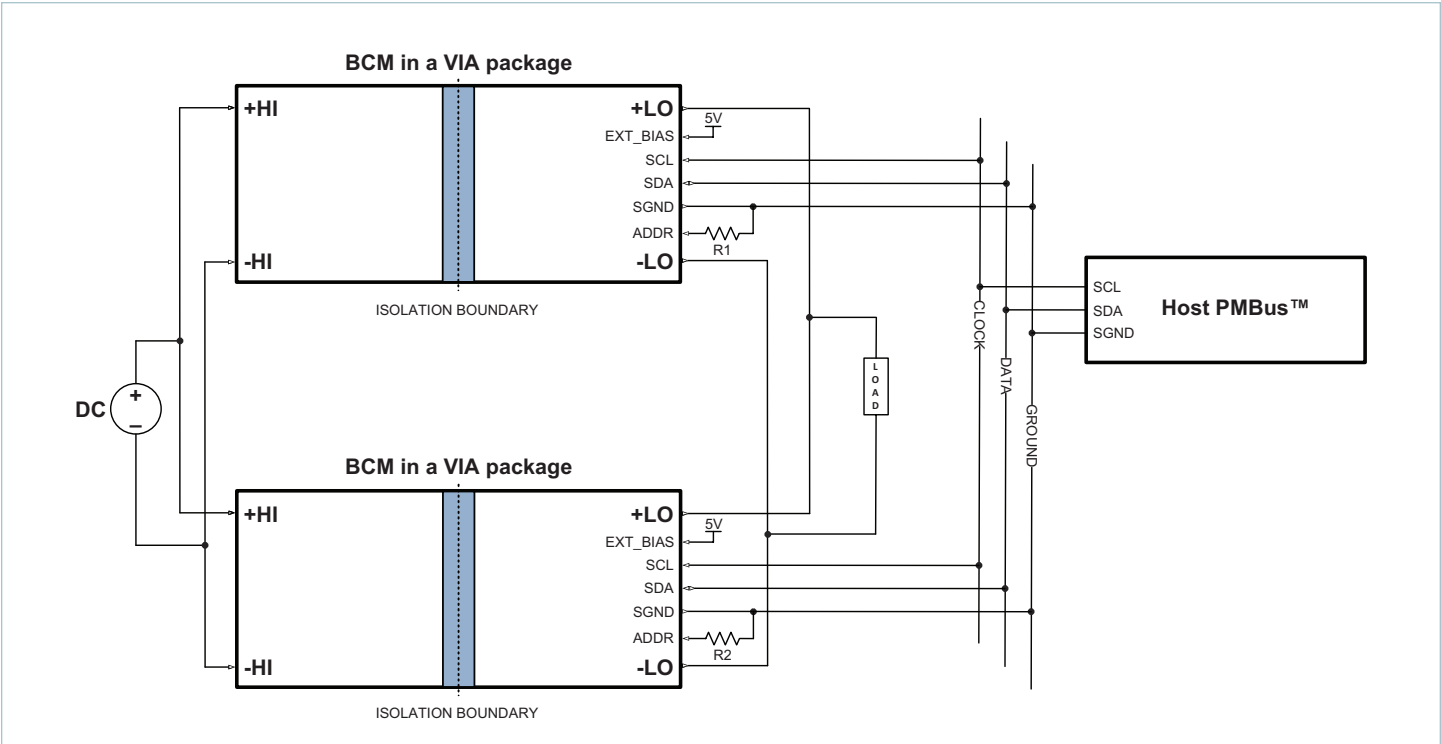 BCM in a VIA package
+HI
-HI
+LO
5V
EXT_BIAS
SCL
SDA
SGND
ADDR
R1
-LO
ISOLATION BOUNDARY
DC
+
–
LOAD
CLOCK
DATA
GROUND
SCL
SDA
SGND
Host PMBus™
BCM in a VIA package
+HI
-HI
+LO
5V
EXT_BIAS
SCL
SDA
SGND
ADDR
R2
-LO
ISOLATION BOUNDARY